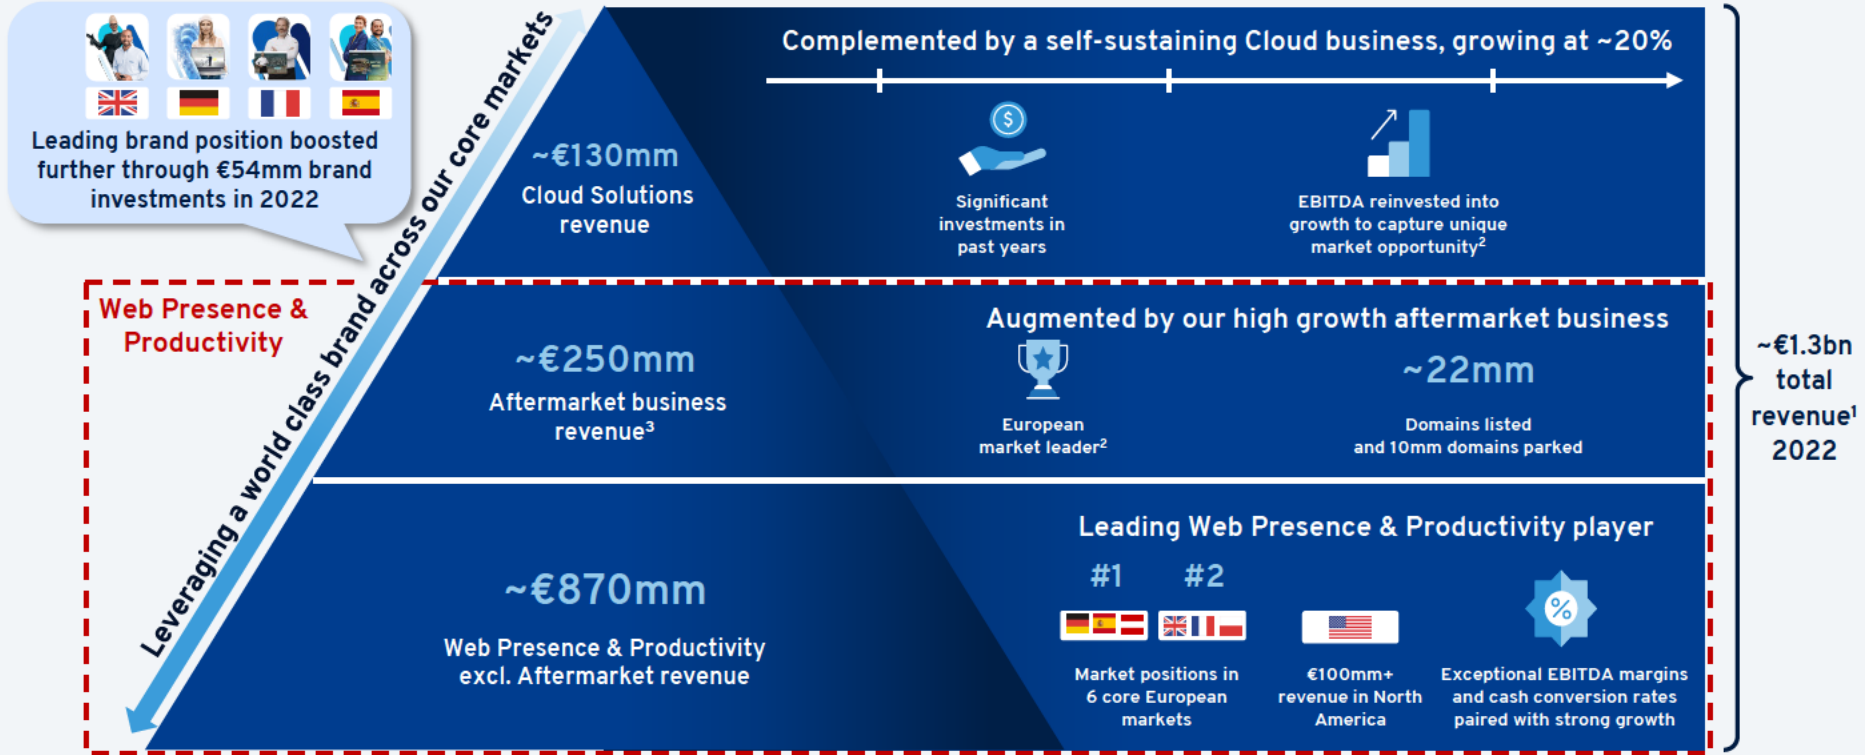 Leading brand position boosted
further through €54mm brand
investments in 2022
Leveraging a world class brand across our core markets
~€130mm
Cloud Solutions
revenue
Complemented by a self-sustaining Cloud business, growing at ~20%
$
Significant
investments in
past years
EBITDA reinvested into
growth to capture unique
market opportunity²
Web Presence &
Productivity
~€250mm
Aftermarket business
revenue³
Augmented by our high growth aftermarket business
European
market leader²
~22mm
Domains listed
and 10mm domains parked
~€870mm
Web Presence & Productivity
excl. Aftermarket revenue
Leading Web Presence & Productivity player
#1 #2
Market positions in
6 core European
markets
€100mm+
revenue in North
America
%
Exceptional EBITDA margins
and cash conversion rates
paired with strong growth
~€1.3bn
total
revenue¹
2022